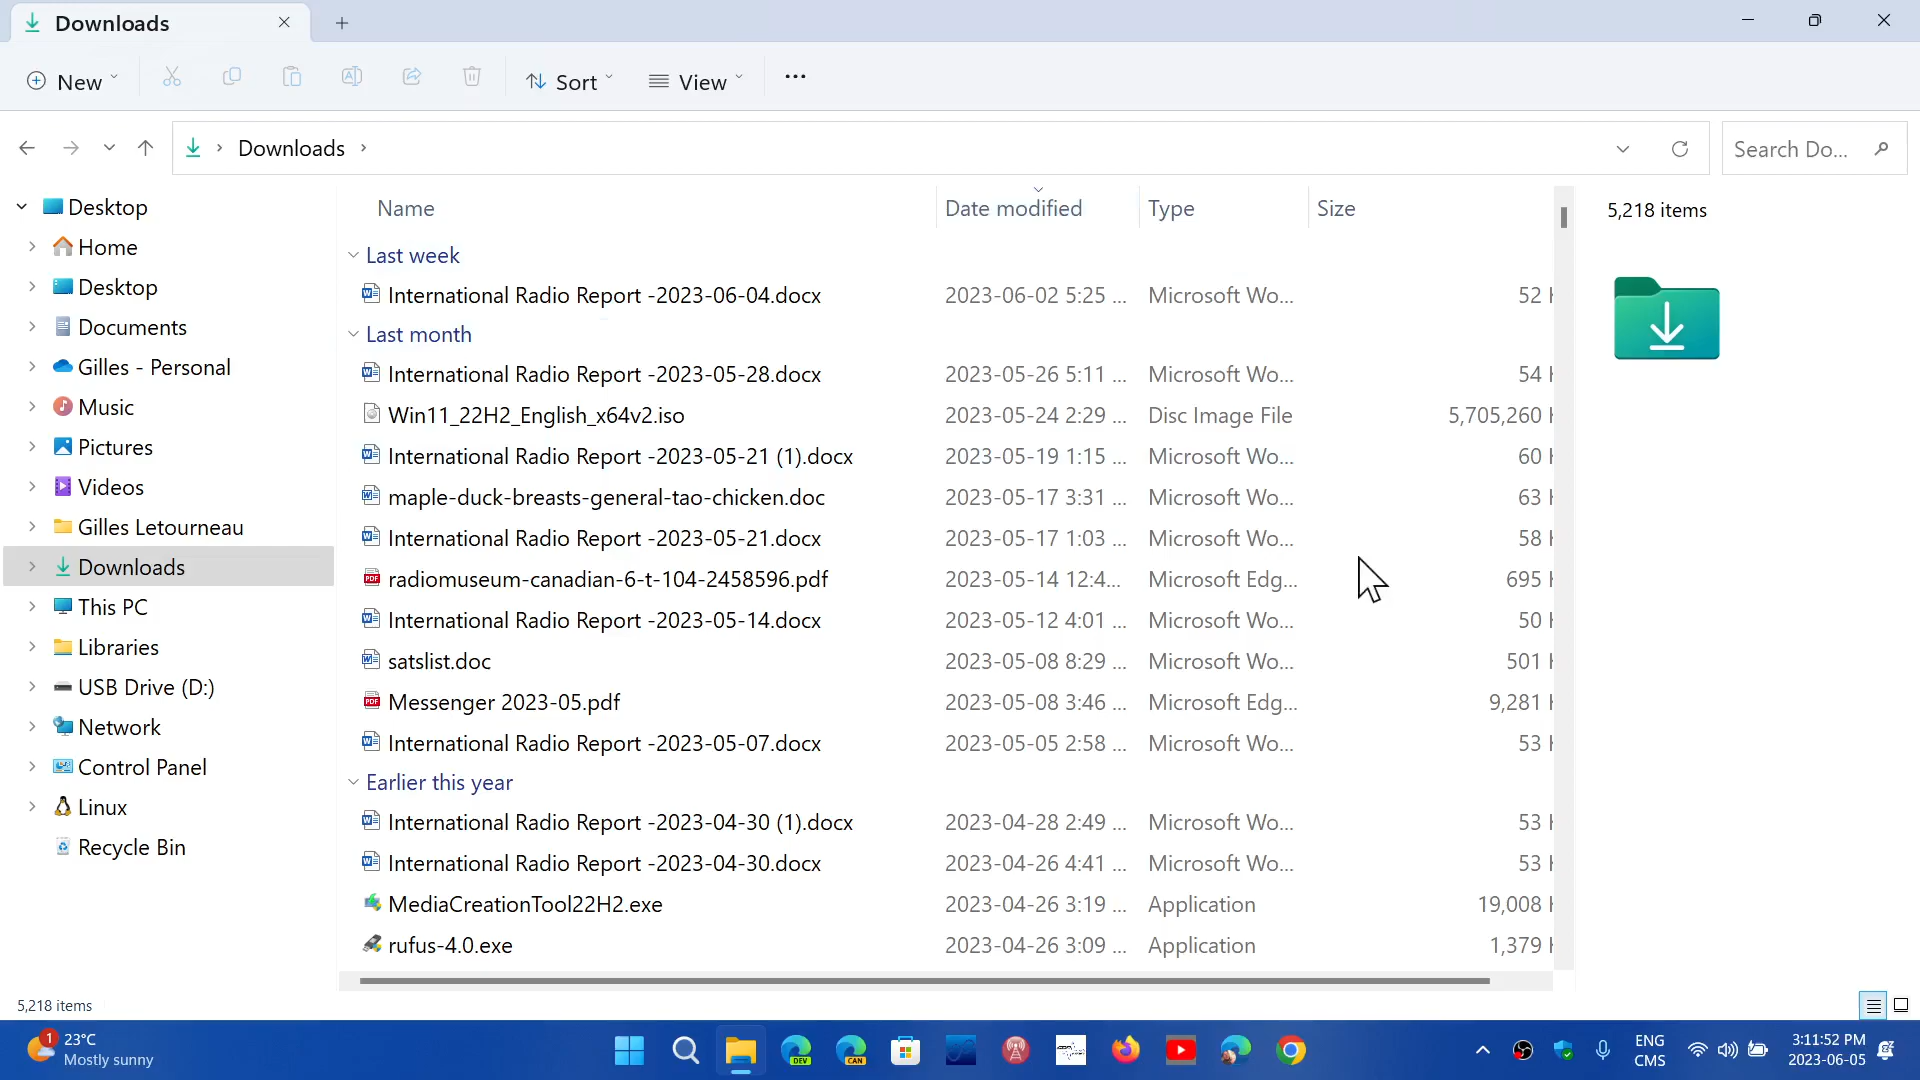 Downloads
New
Sort
View
Downloads
Search Do...
Desktop
Home
Desktop
Documents
Gilles - Personal
Music
Pictures
Videos
Gilles Letourneau
Downloads
This PC
Libraries
USB Drive (D:)
Network
Control Panel
Linux
Recycle Bin
Name Date modified Type Size
Last week
International Radio Report -2023-06-04.docx 2023-06-02 5:25 ... Microsoft Wo... 52
Last month
International Radio Report -2023-05-28.docx 2023-05-26 5:11 ... Microsoft Wo... 54
Win11_22H2_English_x64v2.iso 2023-05-24 2:29 ... Disc Image File 5,705,260
International Radio Report -2023-05-21 (1).docx 2023-05-19 1:15 ... Microsoft Wo... 60
maple-duck-breasts-general-tao-chicken.doc 2023-05-17 3:31 ... Microsoft Wo... 63
International Radio Report -2023-05-21.docx 2023-05-17 1:03 ... Microsoft Wo... 58
PDF radiomuseum-canadian-6-t-104-2458596.pdf 2023-05-14 12:4... Microsoft Edg... 695
International Radio Report -2023-05-14.docx 2023-05-12 4:01 ... Microsoft Wo... 50
satslist.doc 2023-05-08 8:29 ... Microsoft Wo... 501
PDF Messenger 2023-05.pdf 2023-05-08 3:46 ... Microsoft Edg... 9,281
International Radio Report -2023-05-07.docx 2023-05-05 2:58 ... Microsoft Wo... 53
Earlier this year
International Radio Report -2023-04-30 (1).docx 2023-04-28 2:49 ... Microsoft Wo... 53
International Radio Report -2023-04-30.docx 2023-04-26 4:41 ... Microsoft Wo... 53
MediaCreationTool22H2.exe 2023-04-26 3:19 ... Application 19,008
rufus-4.0.exe 2023-04-26 3:09 ... Application 1,379
5,218 items
5,218 items
1
23°C
Mostly sunny
DEV
CAN
ENG
CMS
3:11:52 PM
2023-06-05